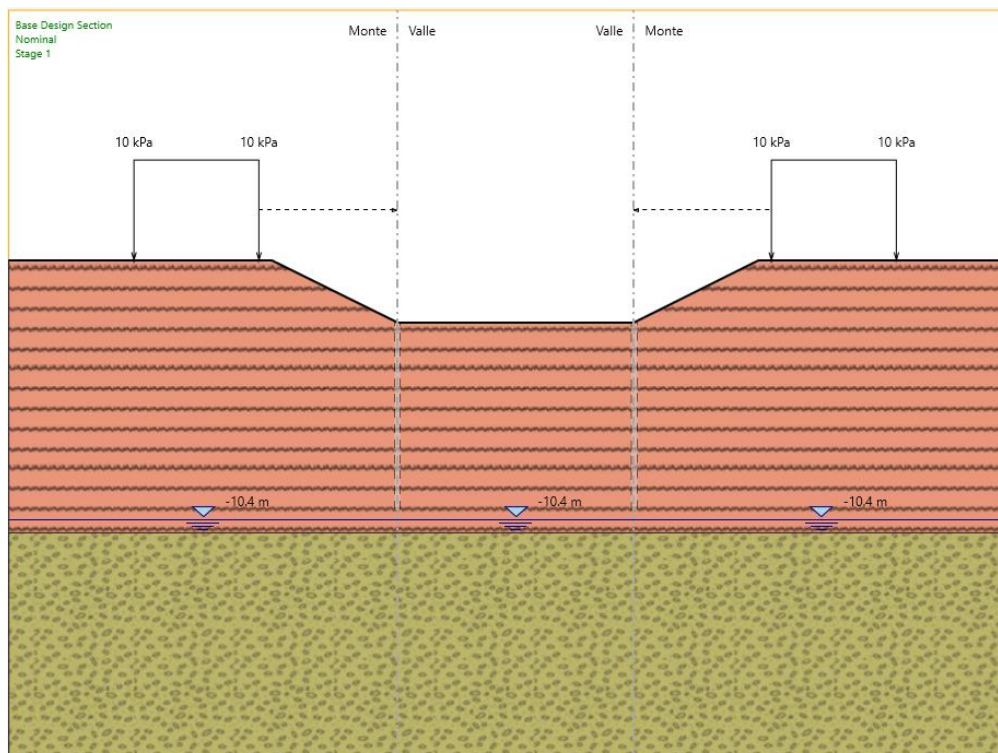 Base Design Section
Nominal
Stage 1
Monte Valle Valle Monte
10 kPa 10 kPa 10 kPa 10 kPa
-10.4 m -10.4 m -10.4 m